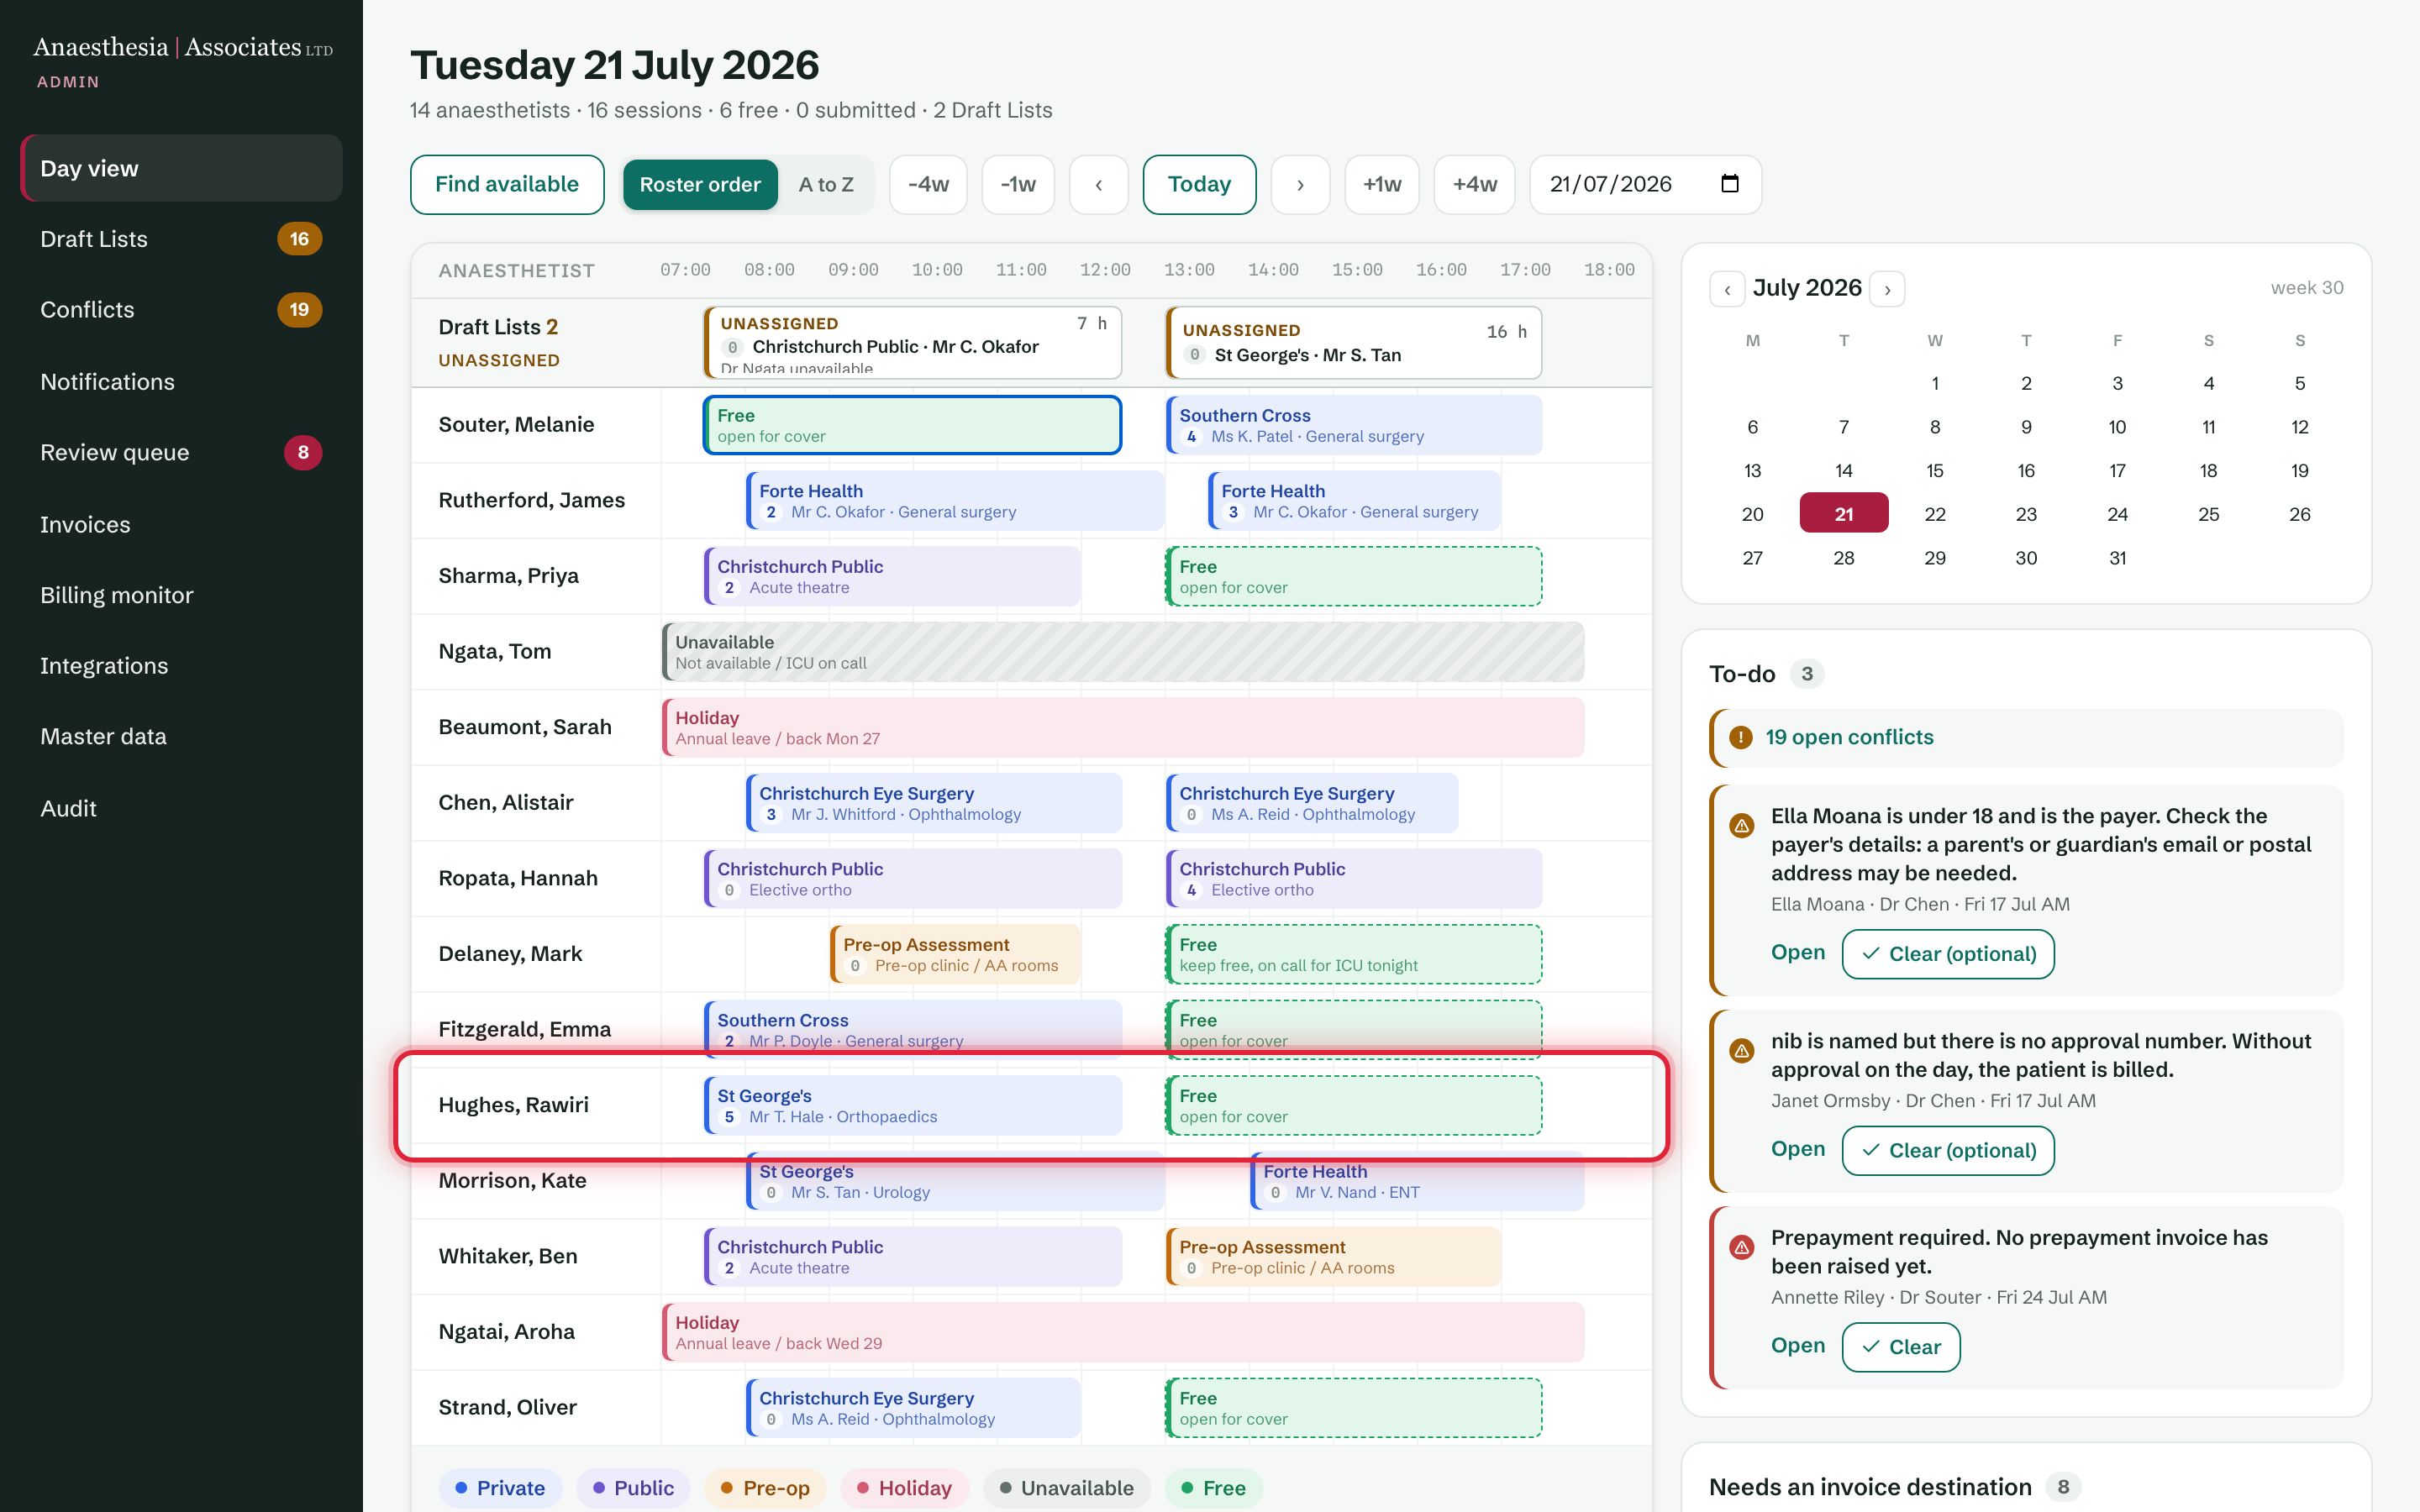 Anaesthesia | Associates LTD
ADMIN
Day view
Draft Lists 16
Conflicts 19
Notifications
Review queue 8
Invoices
Billing monitor
Integrations
Master data
Audit
Tuesday 21 July 2026
14 anaesthetists · 16 sessions · 6 free · 0 submitted · 2 Draft Lists
Find available Roster order A to Z -4w -1w ‹ Today › +1w +4w 21/07/2026
ANAESTHETIST 07:00 08:00 09:00 10:00 11:00 12:00 13:00 14:00 15:00 16:00 17:00 18:00
Draft Lists 2
UNASSIGNED
UNASSIGNED 7 h
0 Christchurch Public · Mr C. Okafor
Dr Ngata unavailable
UNASSIGNED 16 h
0 St George's · Mr S. Tan
Souter, Melanie
Free
open for cover
Southern Cross
4 Ms K. Patel · General surgery
Rutherford, James
Forte Health
2 Mr C. Okafor · General surgery
Forte Health
3 Mr C. Okafor · General surgery
Sharma, Priya
Christchurch Public
2 Acute theatre
Free
open for cover
Ngata, Tom
Unavailable
Not available / ICU on call
Beaumont, Sarah
Holiday
Annual leave / back Mon 27
Chen, Alistair
Christchurch Eye Surgery
3 Mr J. Whitford · Ophthalmology
Christchurch Eye Surgery
0 Ms A. Reid · Ophthalmology
Ropata, Hannah
Christchurch Public
0 Elective ortho
Christchurch Public
4 Elective ortho
Delaney, Mark
Pre-op Assessment
0 Pre-op clinic / AA rooms
Free
keep free, on call for ICU tonight
Fitzgerald, Emma
Southern Cross
2 Mr P. Doyle · General surgery
Free
open for cover
Hughes, Rawiri
St George's
5 Mr T. Hale · Orthopaedics
Free
open for cover
Morrison, Kate
St George's
0 Mr S. Tan · Urology
Forte Health
0 Mr V. Nand · ENT
Whitaker, Ben
Christchurch Public
2 Acute theatre
Pre-op Assessment
0 Pre-op clinic / AA rooms
Ngatai, Aroha
Holiday
Annual leave / back Wed 29
Strand, Oliver
Christchurch Eye Surgery
0 Ms A. Reid · Ophthalmology
Free
open for cover
Private Public Pre-op Holiday Unavailable Free
‹ July 2026 › week 30
M T W T F S S
1 2 3 4 5
6 7 8 9 10 11 12
13 14 15 16 17 18 19
20 21 22 23 24 25 26
27 28 29 30 31
To-do 3
19 open conflicts
Ella Moana is under 18 and is the payer. Check the
payer's details: a parent's or guardian's email or postal
address may be needed.
Ella Moana · Dr Chen · Fri 17 Jul AM
Open ✓ Clear (optional)
nib is named but there is no approval number. Without
approval on the day, the patient is billed.
Janet Ormsby · Dr Chen · Fri 17 Jul AM
Open ✓ Clear (optional)
Prepayment required. No prepayment invoice has
been raised yet.
Annette Riley · Dr Souter · Fri 24 Jul AM
Open ✓ Clear
Needs an invoice destination 8